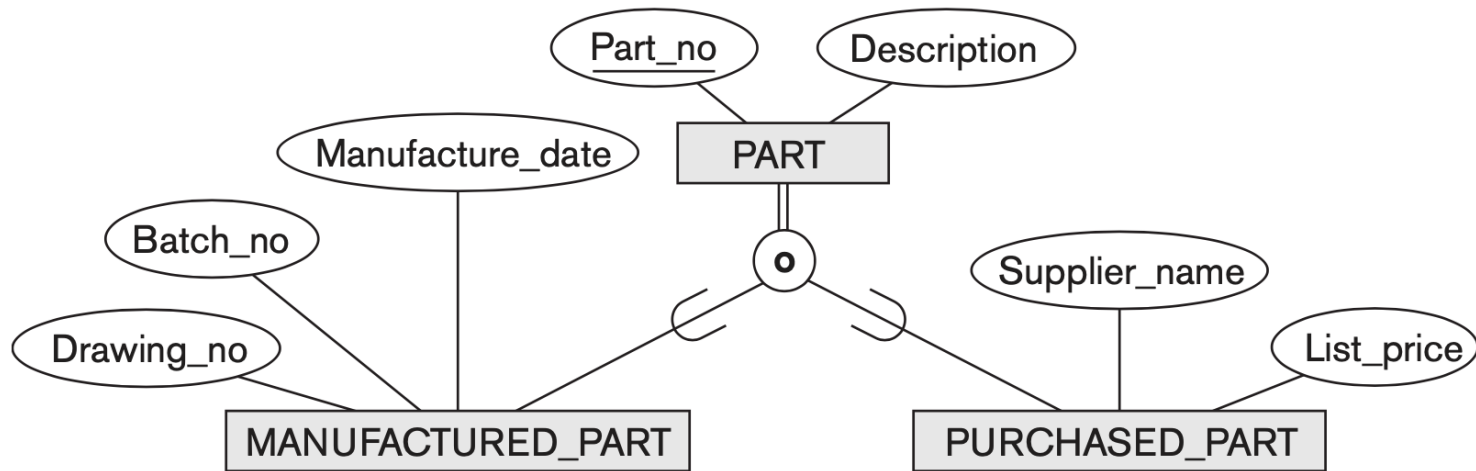 Part_no
Description
Manufacture_date
PART
Batch_no
o
Supplier_name
Drawing_no
List_price
MANUFACTURED_PART
PURCHASED_PART